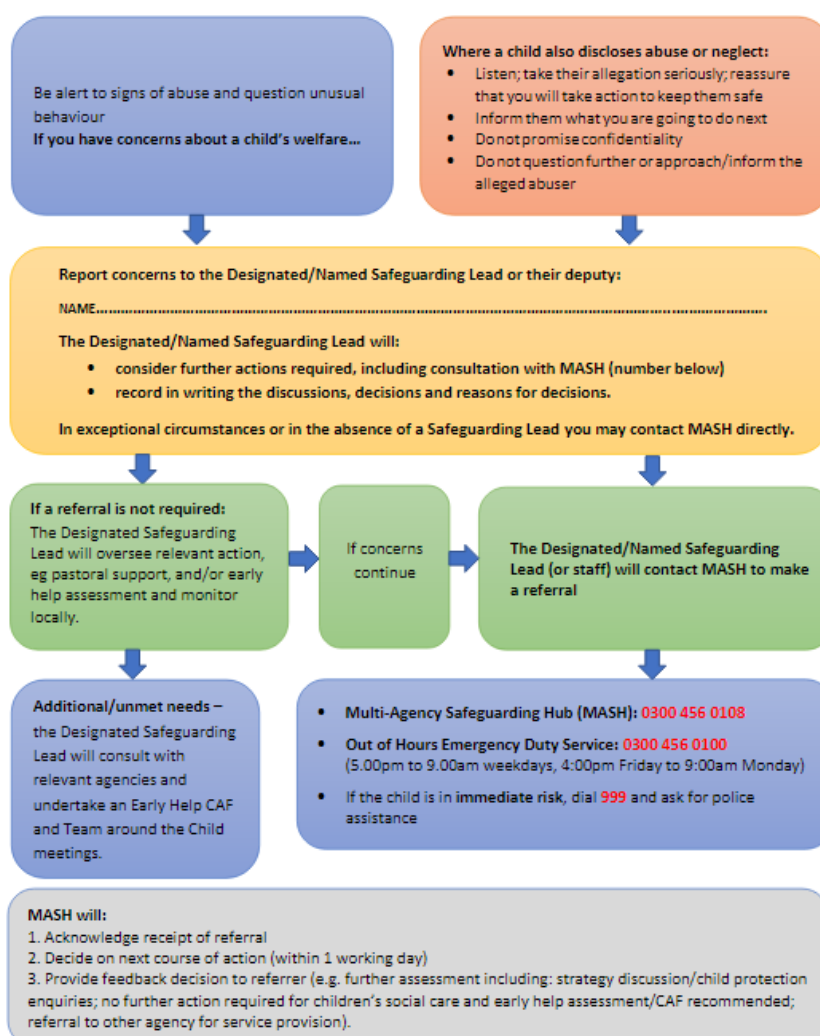 Be alert to signs of abuse and question unusual
behaviour
If you have concerns about a child's welfare…
Where a child also discloses abuse or neglect:
• Listen; take their allegation seriously; reassure
that you will take action to keep them safe
• Inform them what you are going to do next
• Do not promise confidentiality
• Do not question further or approach/inform the
alleged abuser
Report concerns to the Designated/Named Safeguarding Lead or their deputy:
NAME………………………………………………………………………………………………………………………….
The Designated/Named Safeguarding Lead will:
• consider further actions required, including consultation with MASH (number below)
• record in writing the discussions, decisions and reasons for decisions.
In exceptional circumstances or in the absence of a Safeguarding Lead you may contact MASH directly.
If a referral is not required:
The Designated Safeguarding
Lead will oversee relevant action,
eg pastoral support, and/or early
help assessment and monitor
locally.
If concerns
continue
The Designated/Named Safeguarding
Lead (or staff) will contact MASH to make
a referral
Additional/unmet needs –
the Designated Safeguarding
Lead will consult with
relevant agencies and
undertake an Early Help CAF
and Team around the Child
meetings.
• Multi-Agency Safeguarding Hub (MASH): 0300 456 0108
• Out of Hours Emergency Duty Service: 0300 456 0100
(5.00pm to 9.00am weekdays, 4:00pm Friday to 9:00am Monday)
• If the child is in immediate risk, dial 999 and ask for police
assistance
MASH will:
1. Acknowledge receipt of referral
2. Decide on next course of action (within 1 working day)
3. Provide feedback decision to referrer (e.g. further assessment including: strategy discussion/child protection
enquiries; no further action required for children's social care and early help assessment/CAF recommended;
referral to other agency for service provision).